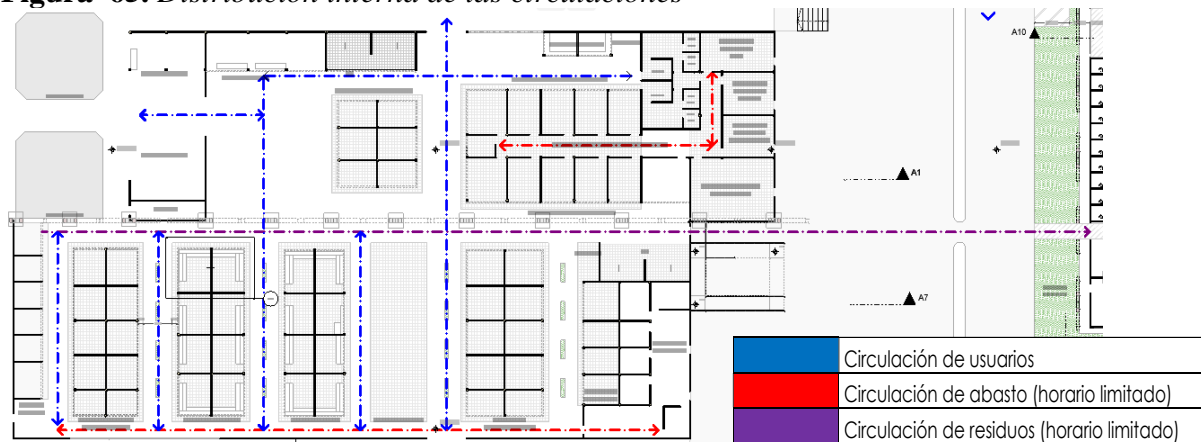 Figura 63. Distribución interna de las circulaciones
A10
A1
A7
Circulación de usuarios
Circulación de abasto (horario limitado)
Circulación de residuos (horario limitado)